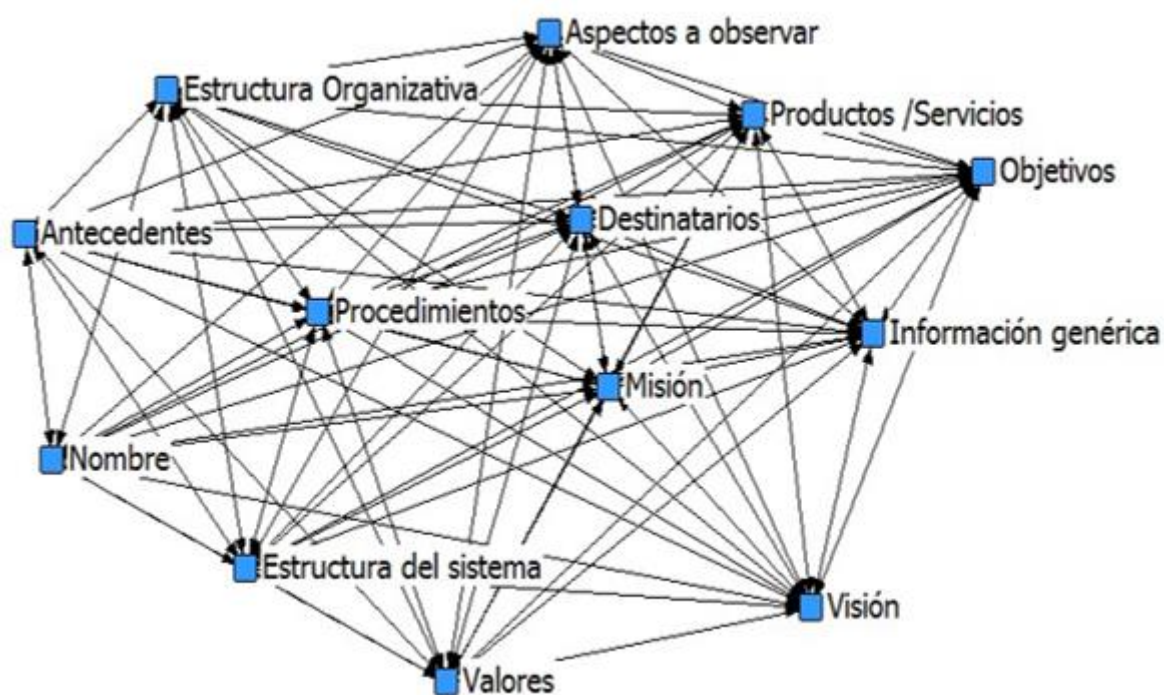 Aspectos a observar
Estructura Organizativa
Productos /Servicios
Objetivos
Antecedentes
Destinatarios
Procedimientos
Información genérica
Misión
Nombre
Estructura del sistema
Visión
Valores